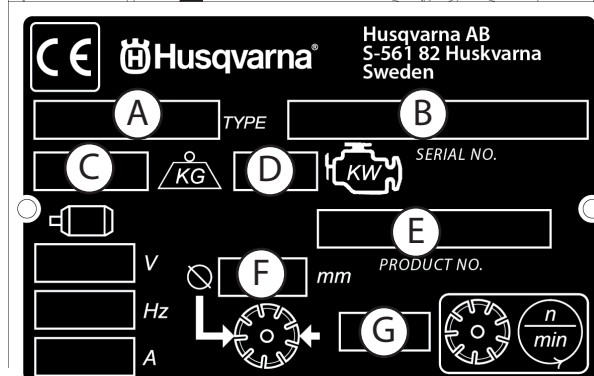 CE Husqvarna®
Husqvarna AB
S-561 82 Huskvarna
Sweden
A TYPE B
SERIAL NO.
C KG D KW
E
PRODUCT NO.
V F mm
Hz
G n
min
A